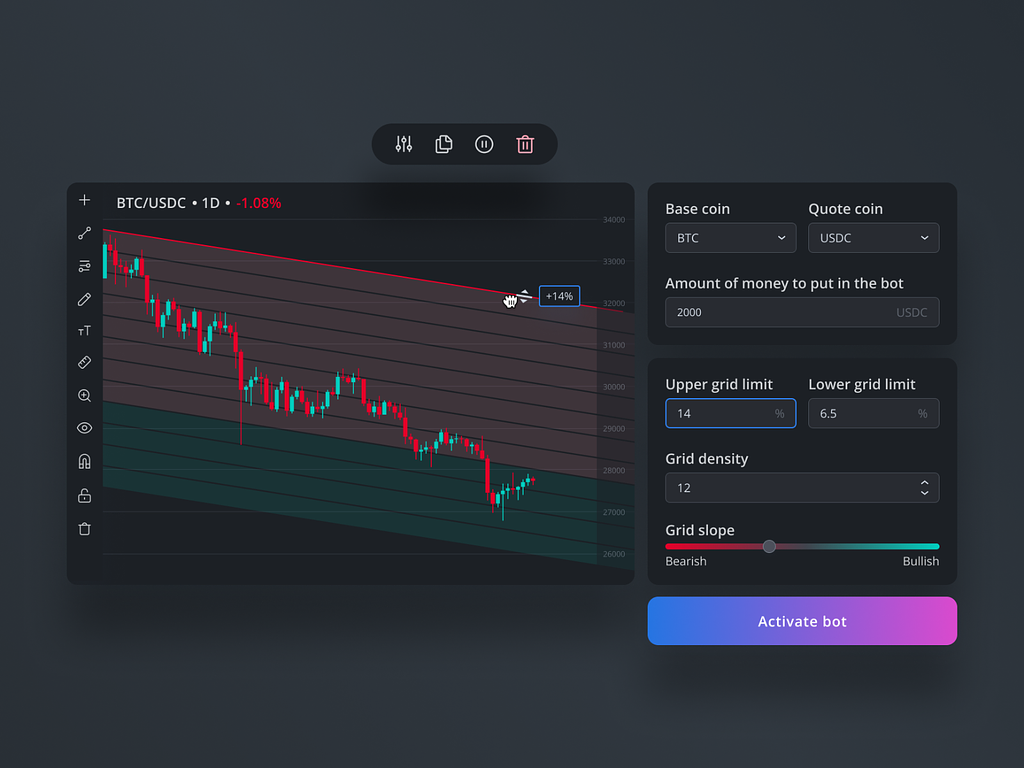 BTC/USDC • 1D • -1.08%
34000
33000
32000
31000
30000
29000
28000
27000
26000
+14%
TT
Base coin
Quote coin
BTC
USDC
Amount of money to put in the bot
2000
USDC
Upper grid limit
Lower grid limit
14
%
6.5
%
Grid density
12
Grid slope
Bearish
Bullish
Activate bot